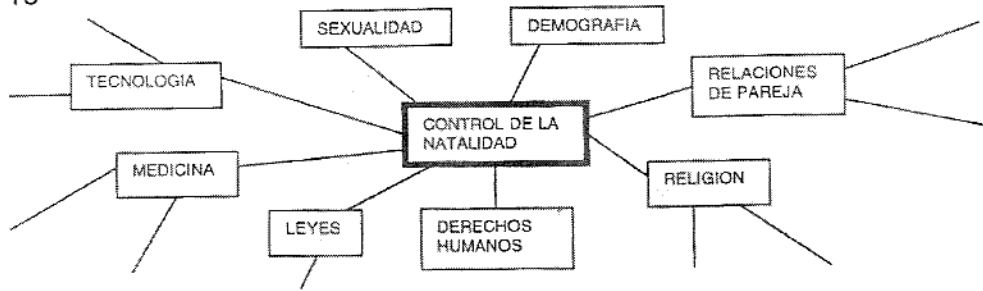 SEXUALIDAD
DEMOGRAFIA
TECNOLOGIA
RELACIONES
DE PAREJA
CONTROL DE LA
NATALIDAD
MEDICINA
RELIGION
LEYES
DERECHOS
HUMANOS